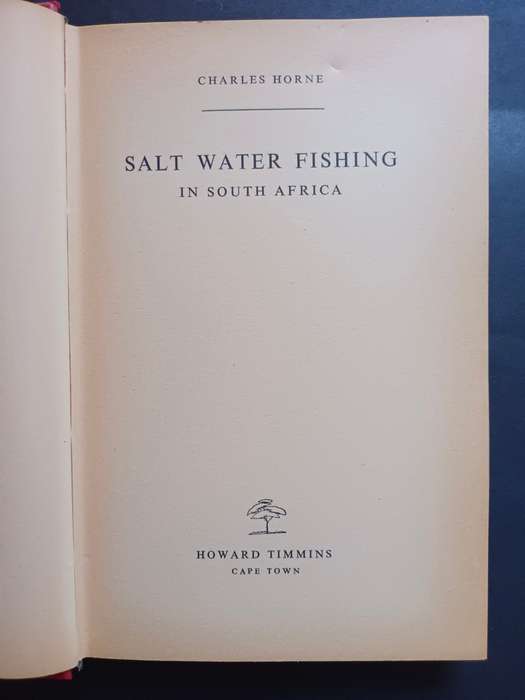 CHARLES HORNE
SALT WATER FISHING
IN SOUTH AFRICA
HOWARD TIMMINS
CAPE TOWN